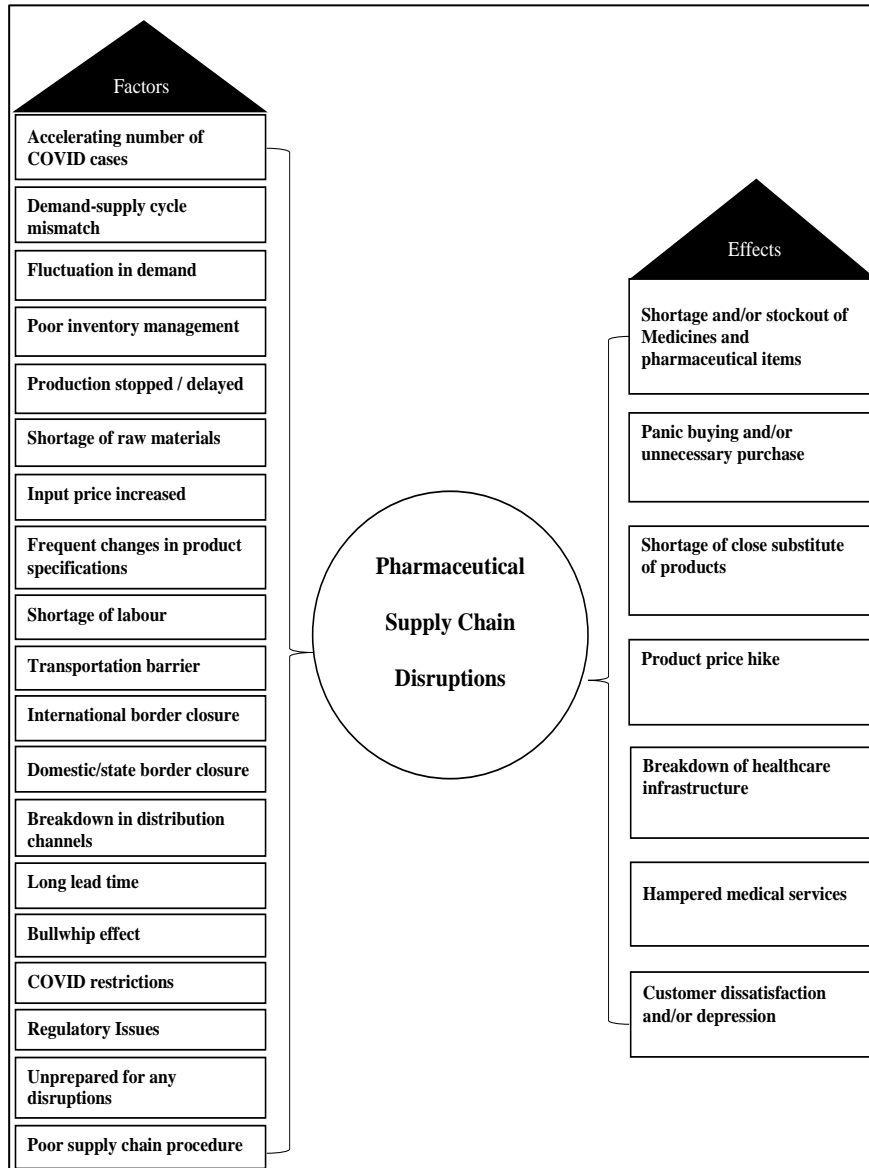 Factors
Accelerating number of
COVID cases
Demand-supply cycle
mismatch
Fluctuation in demand
Poor inventory management
Production stopped / delayed
Shortage of raw materials
Input price increased
Frequent changes in product
specifications
Shortage of labour
Transportation barrier
International border closure
Domestic/state border closure
Breakdown in distribution
channels
Long lead time
Bullwhip effect
COVID restrictions
Regulatory Issues
Unprepared for any
disruptions
Poor supply chain procedure
Pharmaceutical
Supply Chain
Disruptions
Effects
Shortage and/or stockout of
Medicines and
pharmaceutical items
Panic buying and/or
unnecessary purchase
Shortage of close substitute
of products
Product price hike
Breakdown of healthcare
infrastructure
Hampered medical services
Customer dissatisfaction
and/or depression